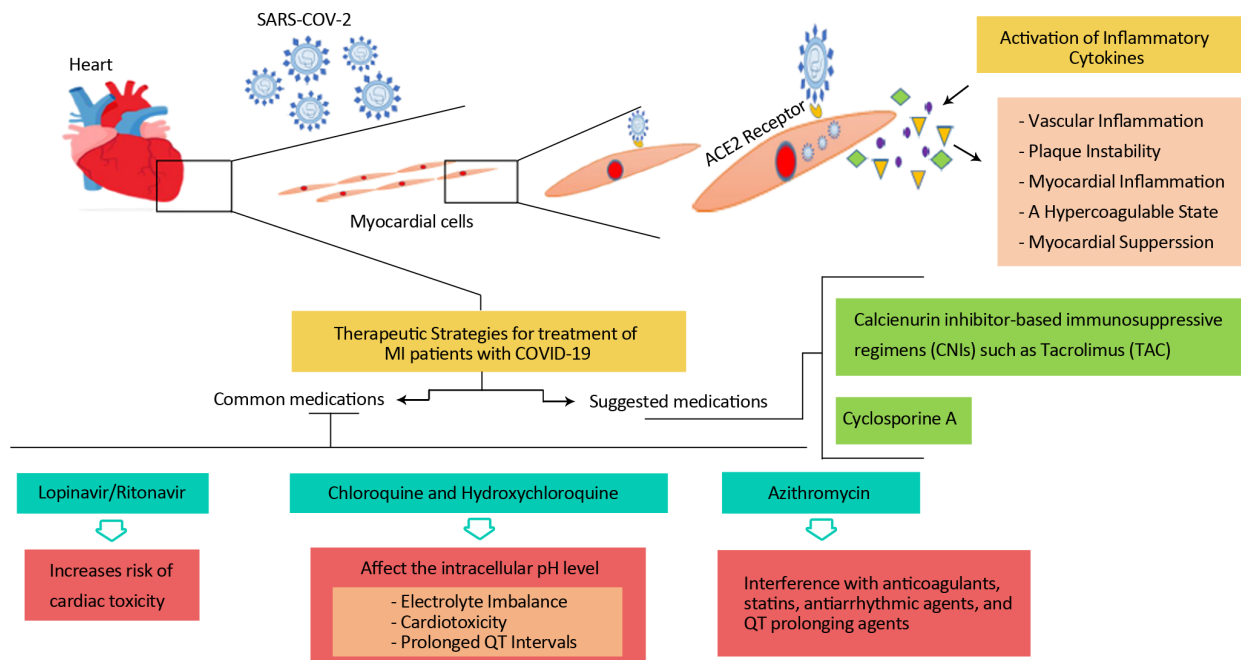 SARS-COV-2
Heart
Myocardial cells
ACE2 Receptor
Activation of Inflammatory
Cytokines
- Vascular Inflammation
- Plaque Instability
- Myocardial Inflammation
- A Hypercoagulable State
- Myocardial Supperssion
Therapeutic Strategies for treatment of
MI patients with COVID-19
Common medications
Suggested medications
Calcienurin inhibitor-based immunosuppressive
regimens (CNIs) such as Tacrolimus (TAC)
Cyclosporine A
Lopinavir/Ritonavir
Increases risk of
cardiac toxicity
Chloroquine and Hydroxychloroquine
Affect the intracellular pH level
- Electrolyte Imbalance
- Cardiotoxicity
- Prolonged QT Intervals
Azithromycin
Interference with anticoagulants,
statins, antiarrhythmic agents, and
QT prolonging agents